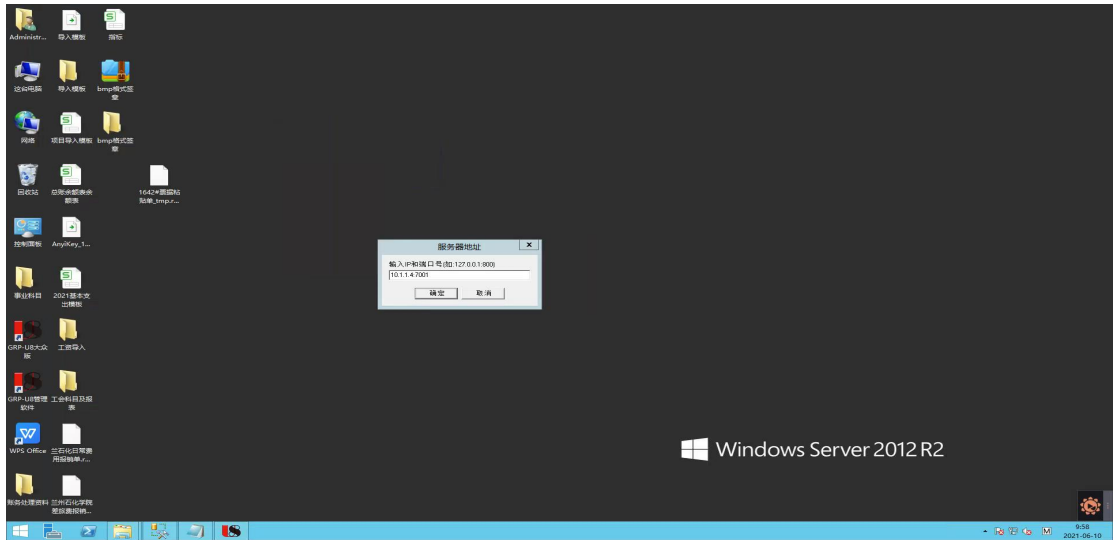 Administr...
导入模板
指标
这台电脑
导入模板
bmp格式签
章
网络
项目导入模板
bmp格式签
章
回收站
总账余额表余
额表
1642#票据粘
贴单_tmp.r...
控制面板
AnyiKey_1...
事业科目
2021基本支
出模板
GRP-U8大众
版
工资导入
GRP-U8管理
软件
工会科目及报
表
WPS Office
兰石化日常费
用报销单.r...
账务处理资料
兰州石化学院
差旅费报销...
服务器地址
输入IP和端口号(如:127.0.0.1:800)
10.1.1.4:7001
确定
取消
Windows Server 2012 R2
M
9:58
2021-06-10